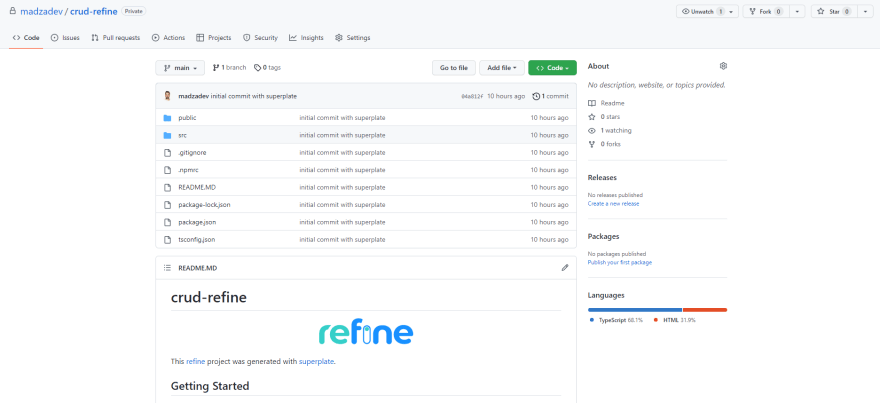 madzadev / crud-refine Private
Unwatch 1 Fork 0 Star 0
Code Issues Pull requests Actions Projects Security Insights Settings
main 1 branch 0 tags Go to file Add file Code
madzadev initial commit with superplate 04a812f 10 hours ago 1 commit
public initial commit with superplate 10 hours ago
src initial commit with superplate 10 hours ago
.gitignore initial commit with superplate 10 hours ago
.npmrc initial commit with superplate 10 hours ago
README.MD initial commit with superplate 10 hours ago
package-lock.json initial commit with superplate 10 hours ago
package.json initial commit with superplate 10 hours ago
tsconfig.json initial commit with superplate 10 hours ago
README.MD
crud-refine
refine
This refine project was generated with superplate.
Getting Started
About
No description, website, or topics provided.
Readme
0 stars
1 watching
0 forks
Releases
No releases published
Create a new release
Packages
No packages published
Publish your first package
Languages
TypeScript 68.1% HTML 31.9%